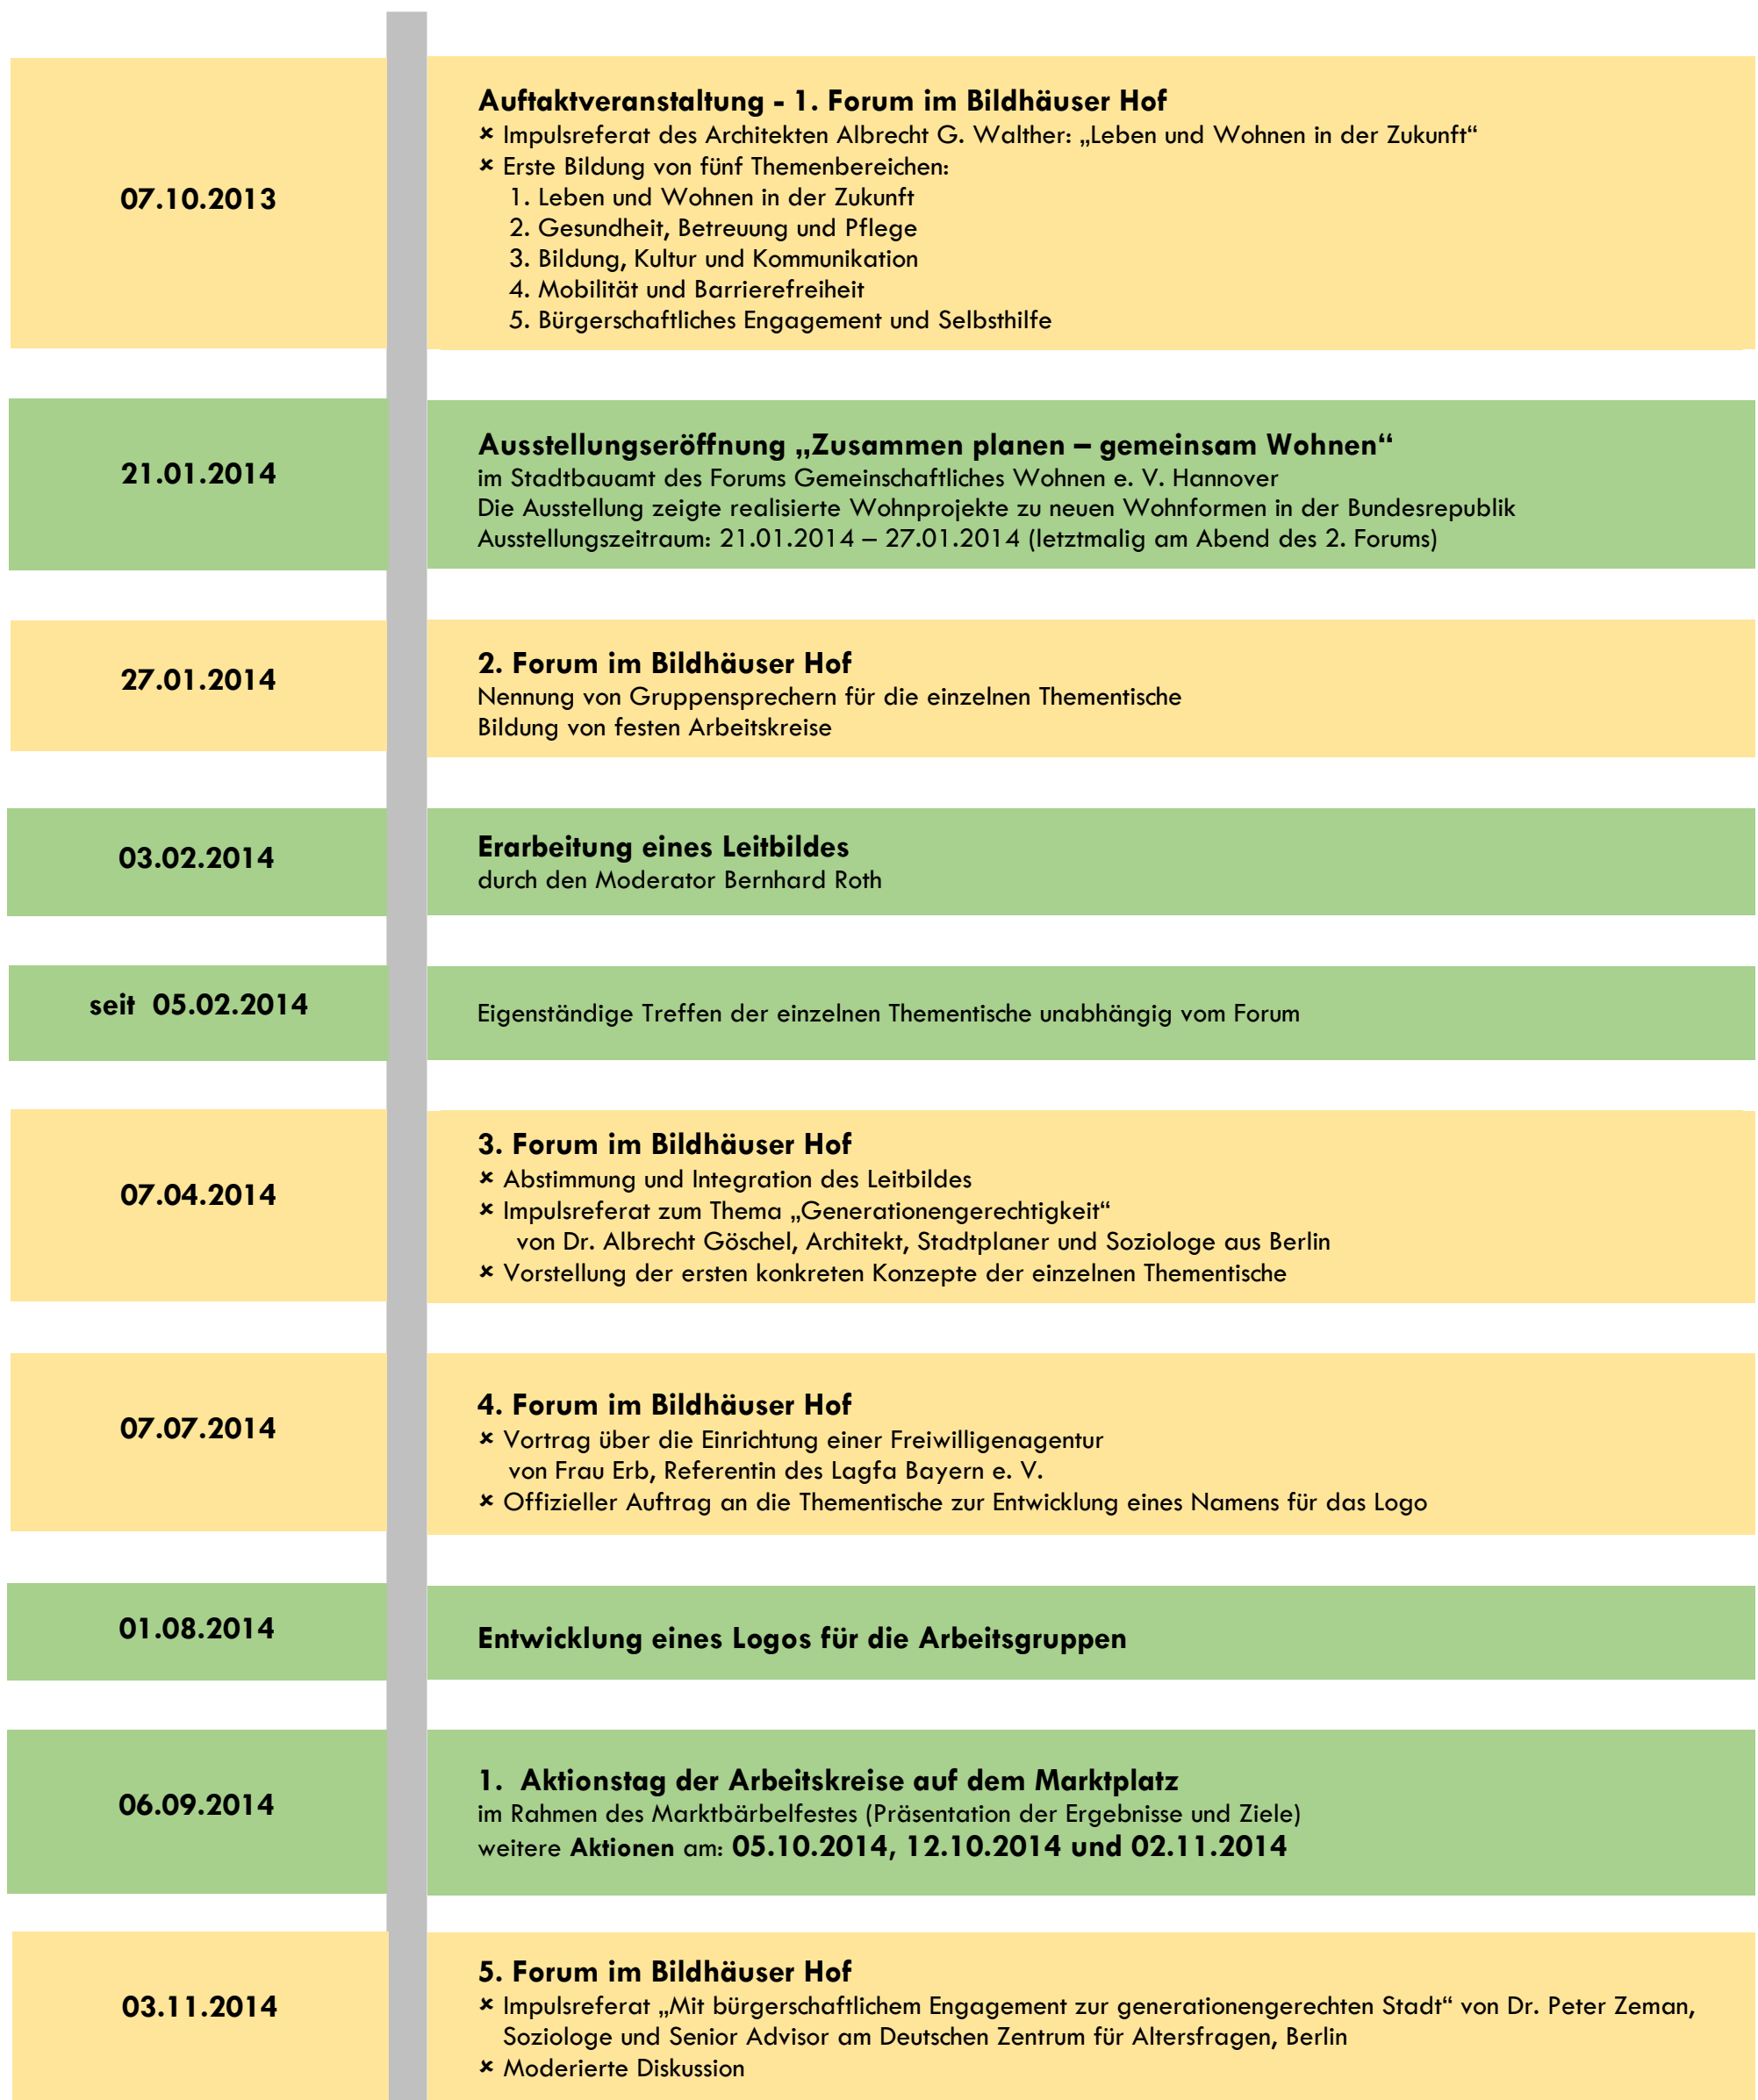 07.10.2013
Auftaktveranstaltung - 1. Forum im Bildhäuser Hof
× Impulsreferat des Architekten Albrecht G. Walther: „Leben und Wohnen in der Zukunft“
× Erste Bildung von fünf Themenbereichen:
1. Leben und Wohnen in der Zukunft
2. Gesundheit, Betreuung und Pflege
3. Bildung, Kultur und Kommunikation
4. Mobilität und Barrierefreiheit
5. Bürgerschaftliches Engagement und Selbsthilfe
21.01.2014
Ausstellungseröffnung „Zusammen planen – gemeinsam Wohnen“
im Stadtbauamt des Forums Gemeinschaftliches Wohnen e. V. Hannover
Die Ausstellung zeigte realisierte Wohnprojekte zu neuen Wohnformen in der Bundesrepublik
Ausstellungszeitraum: 21.01.2014 – 27.01.2014 (letztmalig am Abend des 2. Forums)
27.01.2014
2. Forum im Bildhäuser Hof
Nennung von Gruppensprechern für die einzelnen Thementische
Bildung von festen Arbeitskreise
03.02.2014
Erarbeitung eines Leitbildes
durch den Moderator Bernhard Roth
seit 05.02.2014
Eigenständige Treffen der einzelnen Thementische unabhängig vom Forum
07.04.2014
3. Forum im Bildhäuser Hof
× Abstimmung und Integration des Leitbildes
× Impulsreferat zum Thema „Generationengerechtigkeit“
von Dr. Albrecht Göschel, Architekt, Stadtplaner und Soziologe aus Berlin
× Vorstellung der ersten konkreten Konzepte der einzelnen Thementische
07.07.2014
4. Forum im Bildhäuser Hof
× Vortrag über die Einrichtung einer Freiwilligenagentur
von Frau Erb, Referentin des Lagfa Bayern e. V.
× Offizieller Auftrag an die Thementische zur Entwicklung eines Namens für das Logo
01.08.2014
Entwicklung eines Logos für die Arbeitsgruppen
06.09.2014
1. Aktionstag der Arbeitskreise auf dem Marktplatz
im Rahmen des Marktbärbelfestes (Präsentation der Ergebnisse und Ziele)
weitere Aktionen am: 05.10.2014, 12.10.2014 und 02.11.2014
03.11.2014
5. Forum im Bildhäuser Hof
× Impulsreferat „Mit bürgerschaftlichem Engagement zur generationengerechten Stadt“ von Dr. Peter Zeman,
Soziologe und Senior Advisor am Deutschen Zentrum für Altersfragen, Berlin
× Moderierte Diskussion